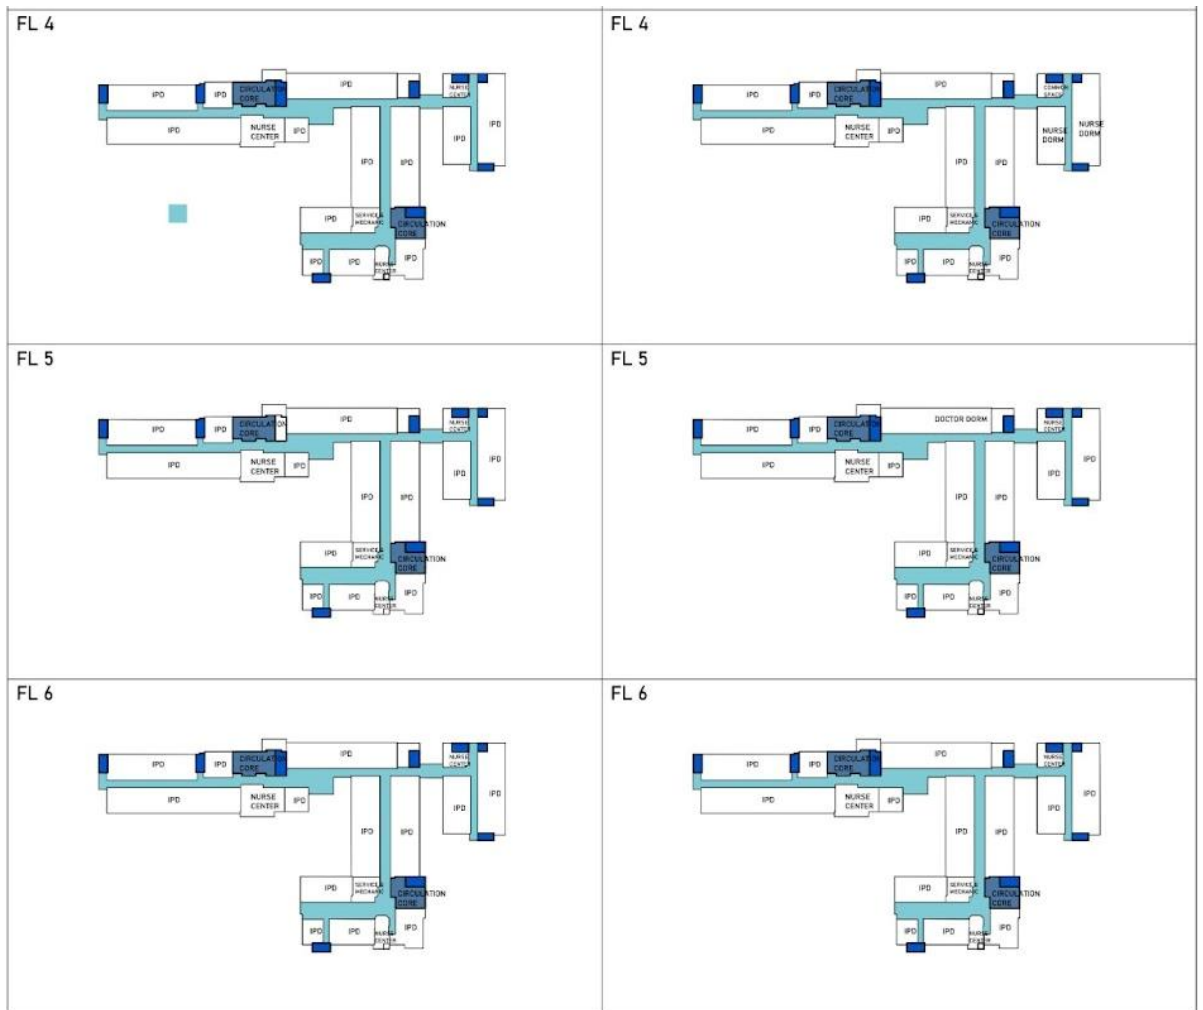 FL 4
IPD
IPD
IPD
CIRCULATION
CORE
NURSE
CENTER
IPD
IPD
NURSE
CENTER
IPD
IPD
IPD
IPD
IPD
SERVICE &
MECHANIC
CIRCULATION
CORE
IPD
IPD
NURSE
CENTER
IPD
FL 4
IPD
IPD
IPD
CIRCULATION
CORE
COMMON
SPACE
IPD
NURSE
CENTER
IPD
NURSE
DORM
NURSE
DORM
IPD
IPD
IPD
SERVICE &
MECHANIC
CIRCULATION
CORE
IPD
IPD
NURSE
CENTER
IPD
FL 5
IPD
IPD
IPD
CIRCULATION
CORE
NURSE
CENTER
IPD
NURSE
CENTER
IPD
IPD
IPD
IPD
IPD
IPD
SERVICE &
MECHANIC
CIRCULATION
CORE
IPD
IPD
NURSE
CENTER
IPD
FL 5
IPD
IPD
CIRCULATION
CORE
DOCTOR DORM
NURSE
CENTER
IPD
NURSE
CENTER
IPD
IPD
IPD
IPD
IPD
IPD
SERVICE &
MECHANIC
CIRCULATION
CORE
IPD
IPD
NURSE
CENTER
IPD
FL 6
IPD
IPD
IPD
CIRCULATION
CORE
NURSE
CENTER
IPD
NURSE
CENTER
IPD
IPD
IPD
IPD
IPD
IPD
SERVICE &
MECHANIC
CIRCULATION
CORE
IPD
IPD
NURSE
CENTER
IPD
FL 6
IPD
IPD
IPD
CIRCULATION
CORE
NURSE
CENTER
IPD
NURSE
CENTER
IPD
IPD
IPD
IPD
IPD
IPD
SERVICE &
MECHANIC
CIRCULATION
CORE
IPD
IPD
NURSE
CENTER
IPD